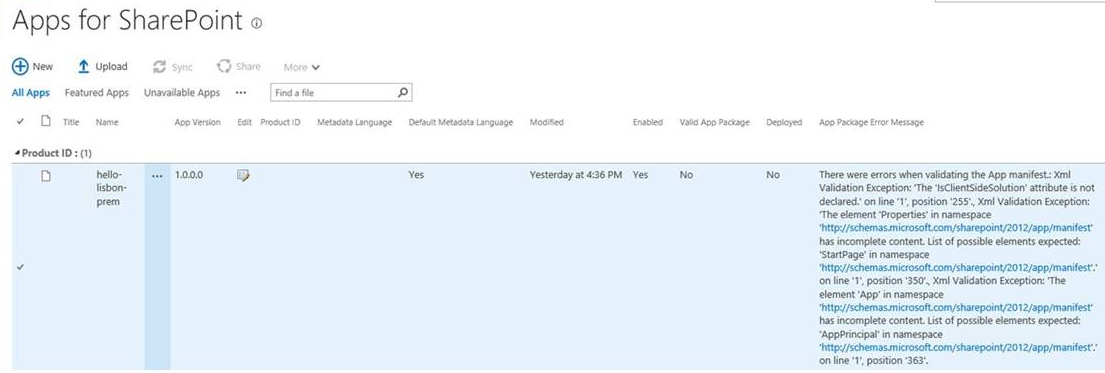 Apps for SharePoint
New Upload Sync Share More
All Apps Featured Apps Unavailable Apps ••• Find a file
Title Name App Version Edit Product ID Metadata Language Default Metadata Language Modified Enabled Valid App Package Deployed App Package Error Message
Product ID : (1)
hello- ••• 1.0.0.0 Yes Yesterday at 4:36 PM Yes No No There were errors when validating the App manifest.: Xml
lisbon- Validation Exception: 'The 'IsClientSideSolution' attribute is not
prem declared.' on line '1', position '255'., Xml Validation Exception:
'The element 'Properties' in namespace
'http://schemas.microsoft.com/sharepoint/2012/app/manifest'
has incomplete content. List of possible elements expected:
'StartPage' in namespace
'http://schemas.microsoft.com/sharepoint/2012/app/manifest'.'
on line '1', position '350'., Xml Validation Exception: 'The
element 'App' in namespace
'http://schemas.microsoft.com/sharepoint/2012/app/manifest'
has incomplete content. List of possible elements expected:
'AppPrincipal' in namespace
'http://schemas.microsoft.com/sharepoint/2012/app/manifest'.'
on line '1', position '363'.